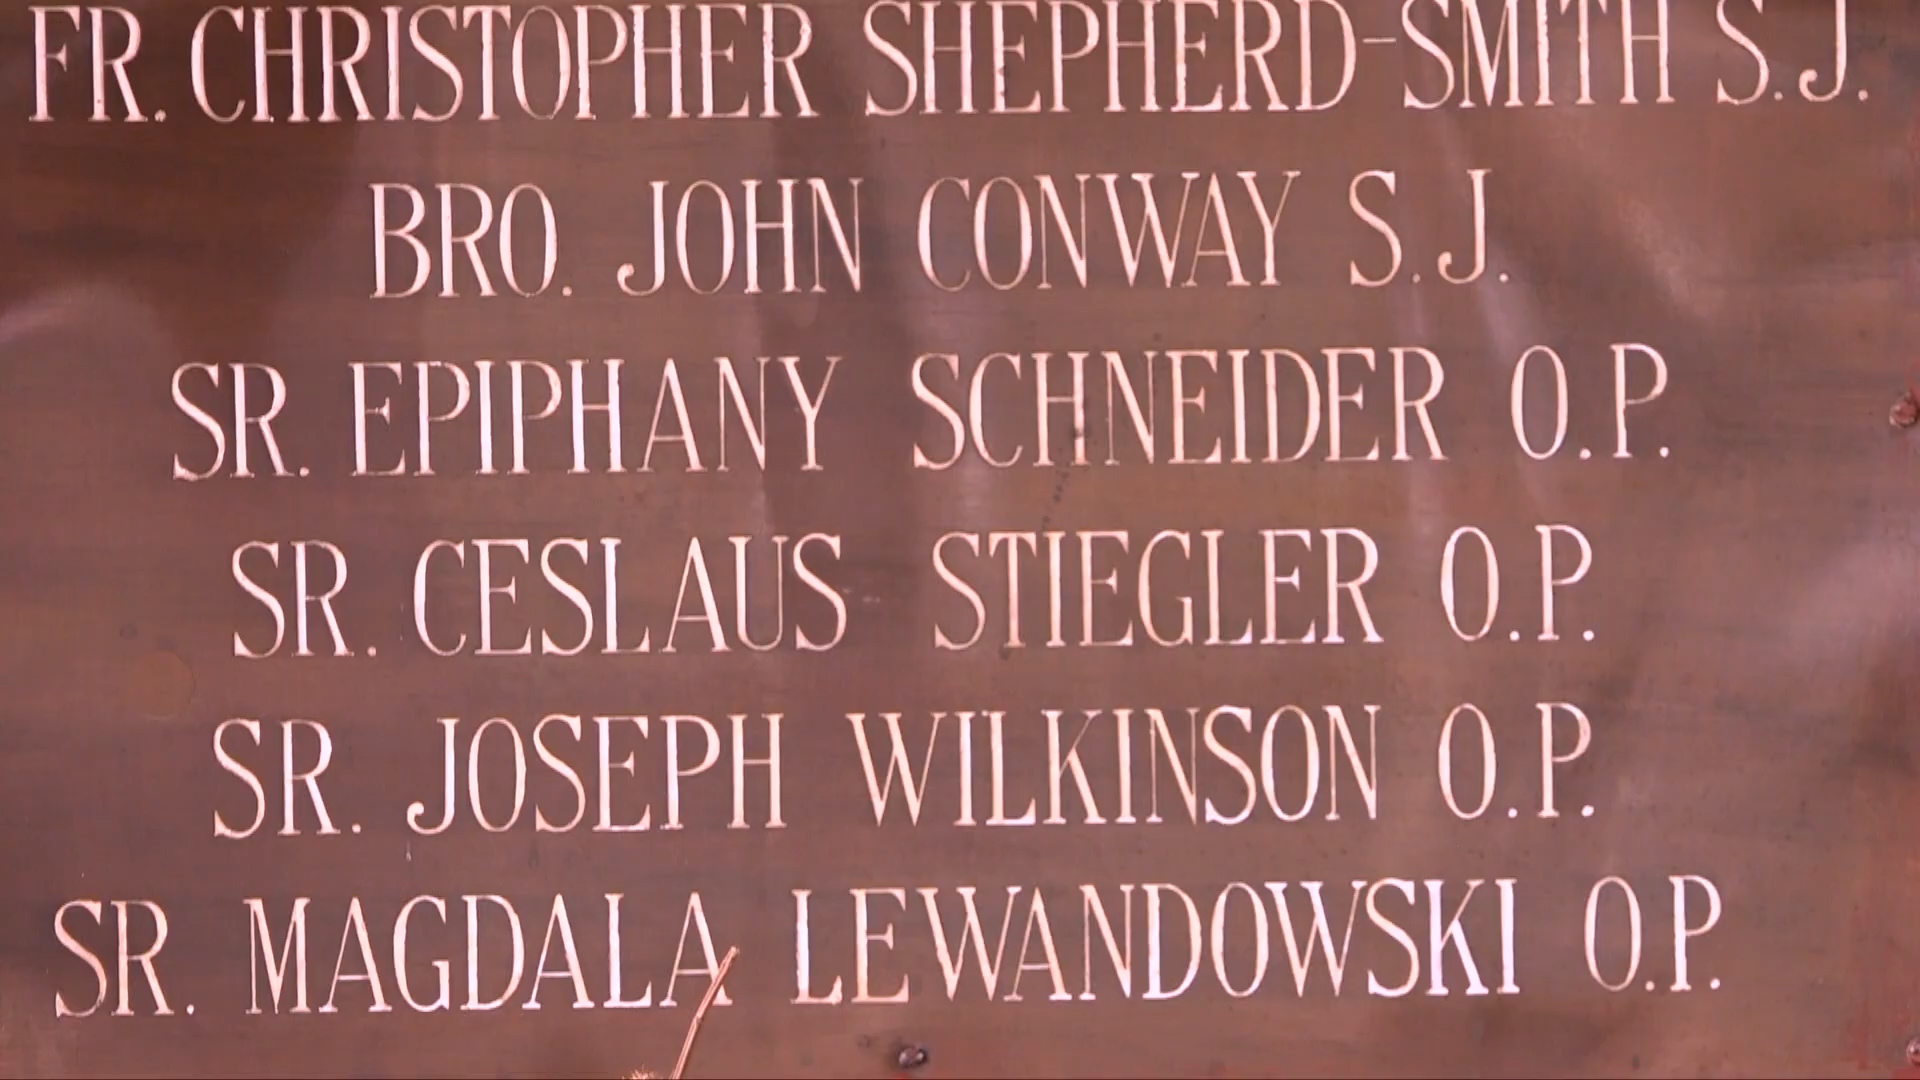 FR. CHRISTOPHER SHEPHERD-SMITH S.J.
BRO. JOHN CONWAY S.J.
SR. EPIPHANY SCHNEIDER O.P.
SR. CESLAUS STIEGLER O.P.
SR. JOSEPH WILKINSON O.P.
SR. MAGDALA LEWANDOWSKI O.P.